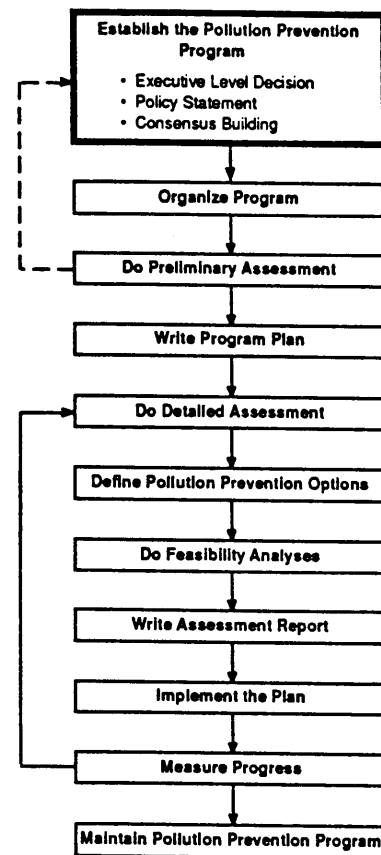 Establish the Pollution Prevention
Program
• Executive Level Decision
• Policy Statement
• Consensus Building
Organize Program
Do Preliminary Assessment
Write Program Plan
Do Detailed Assessment
Define Pollution Prevention Options
Do Feasibility Analyses
Write Assessment Report
Implement the Plan
Measure Progress
Maintain Pollution Prevention Program